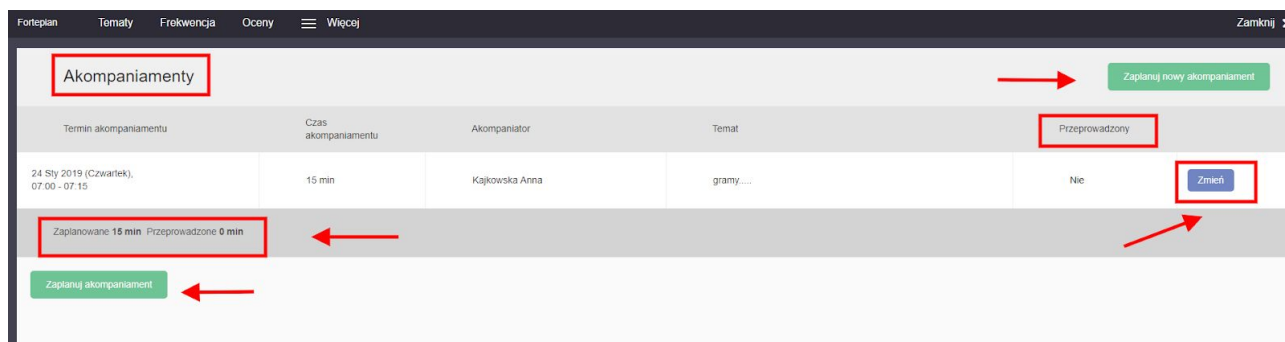 Fortepian Tematy Frekwencja Oceny Więcej Zamknij
Akompaniamenty Zaplanuj nowy akompaniament
Termin akompaniamentu Czas akompaniamentu Akompaniator Temat Przeprowadzony
24 Sty 2019 (Czwartek),
07:00 - 07:15 15 min Kajkowska Anna gramy..... Nie Zmień
Zaplanowane 15 min Przeprowadzone 0 min
Zaplanuj akompaniament